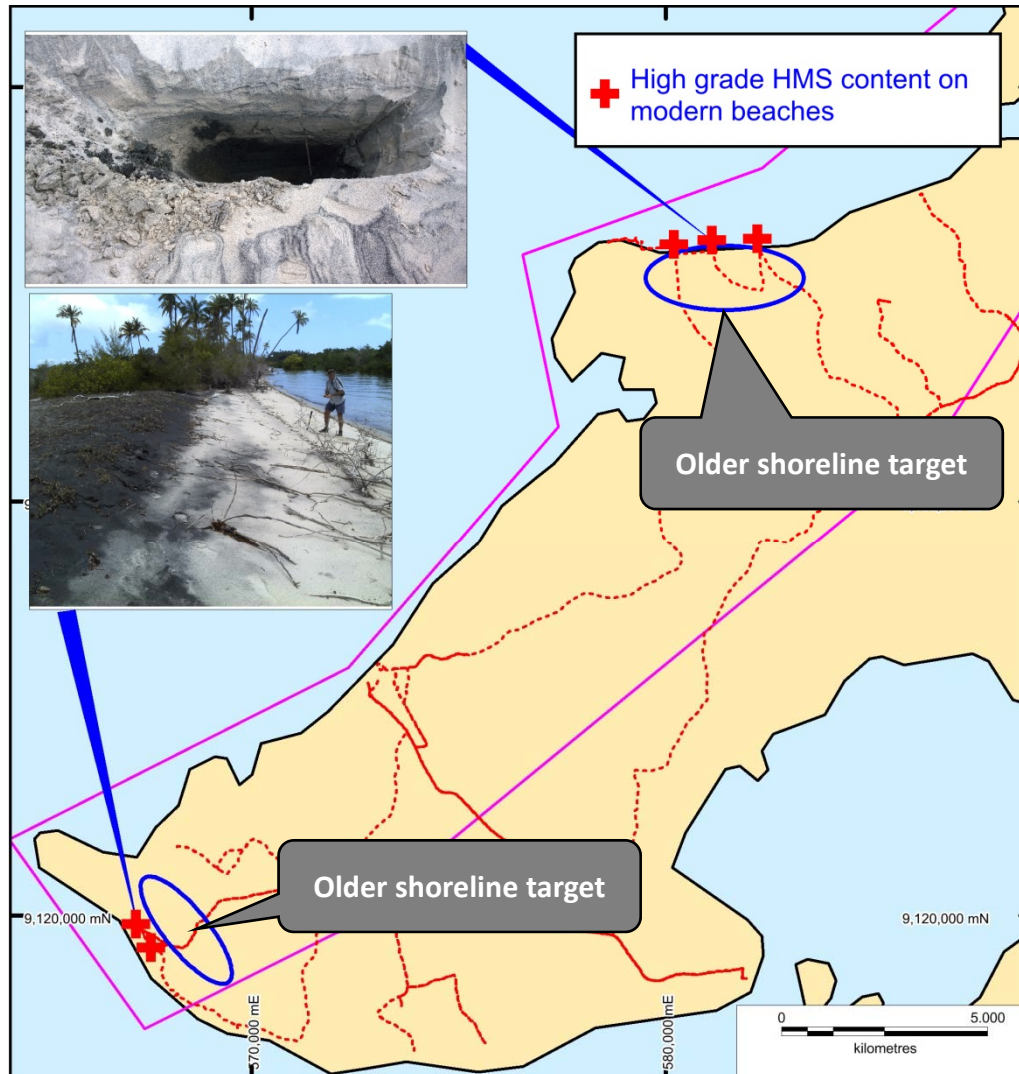 High grade HMS content on
modern beaches
Older shoreline target
Older shoreline target
9,120,000 mN
9,120,000 mN
570,000 mE
580,000 mE
0
5.000
kilometres